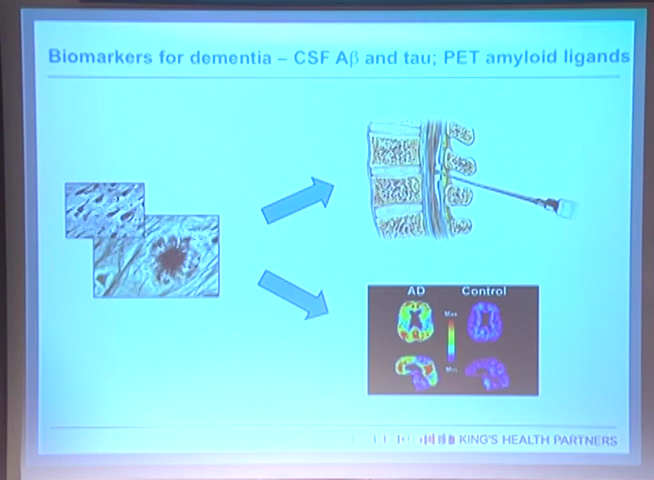 Biomarkers for dementia – CSF Aβ and tau; PET amyloid ligands
AD Control
Max
Min
KING'S HEALTH PARTNERS